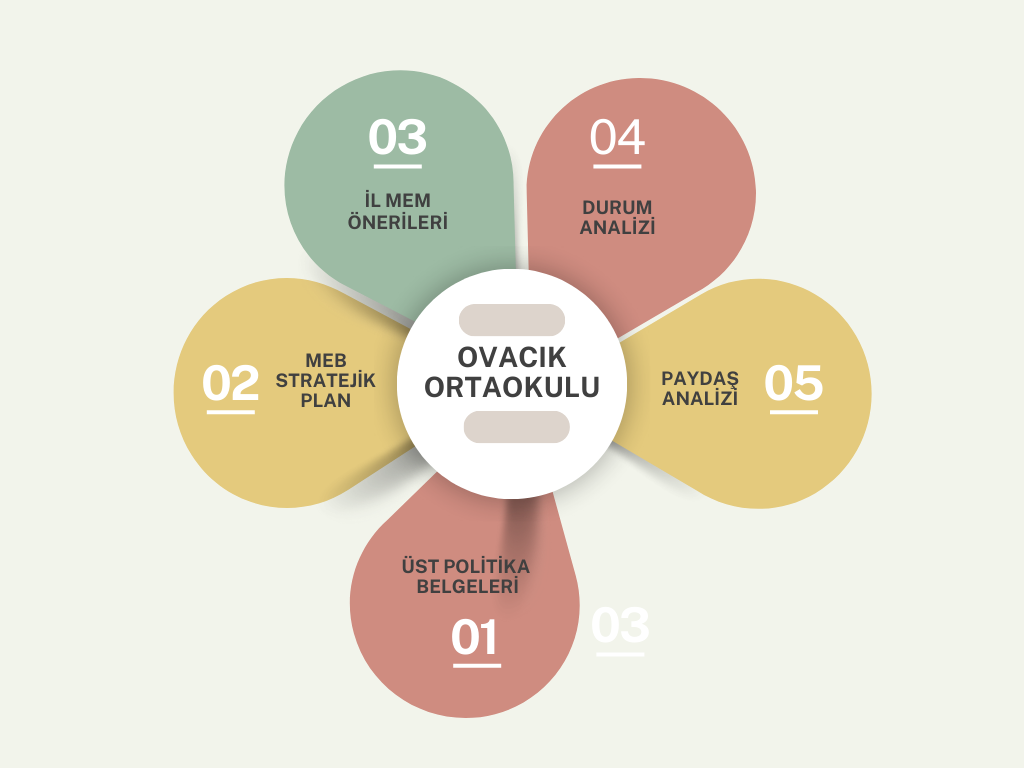 03
İL MEM
ÖNERİLERİ
04
DURUM
ANALİZİ
02
MEB
STRATEJİK
PLAN
OVACIK
ORTAOKULU
PAYDAŞ
ANALİZİ
05
ÜST POLİTİKA
BELGELERİ
01
03